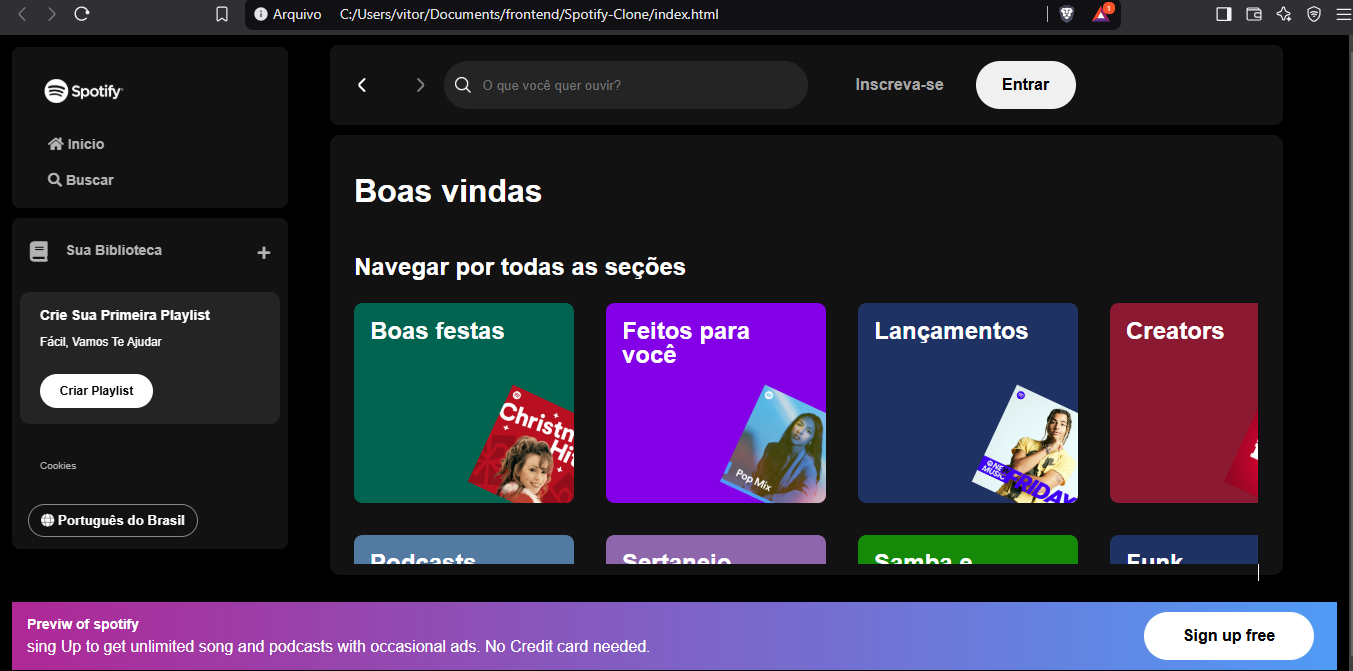 Arquivo C:/Users/vitor/Documents/frontend/Spotify-Clone/index.html
1
Spotify
Inicio
Buscar
O que você quer ouvir?
Inscreva-se
Entrar
Sua Biblioteca
Crie Sua Primeira Playlist
Fácil, Vamos Te Ajudar
Criar Playlist
Cookies
Português do Brasil
Boas vindas
Navegar por todas as seções
Boas festas
Christm
Hit
Feitos para
você
Pop Mix
Lançamentos
NE
MUSIC
FRIDAY
Creators
Podcasts
Sertanejo
Samba e
Funk
Previw of spotify
sing Up to get unlimited song and podcasts with occasional ads. No Credit card needed.
Sign up free